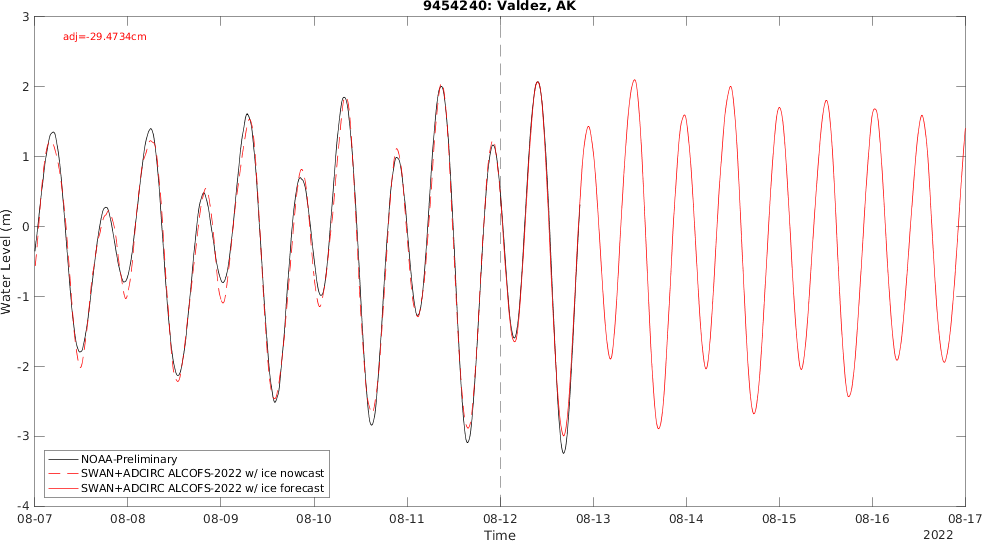 9454240: Valdez, AK
adj=-29.4734cm
3
2
1
0
-1
-2
-3
-4
Water Level (m)
NOAA-Preliminary
SWAN+ADCIRC ALCOFS-2022 w/ ice nowcast
SWAN+ADCIRC ALCOFS-2022 w/ ice forecast
08-07 08-08 08-09 08-10 08-11 08-12 08-13 08-14 08-15 08-16 08-17
Time
2022